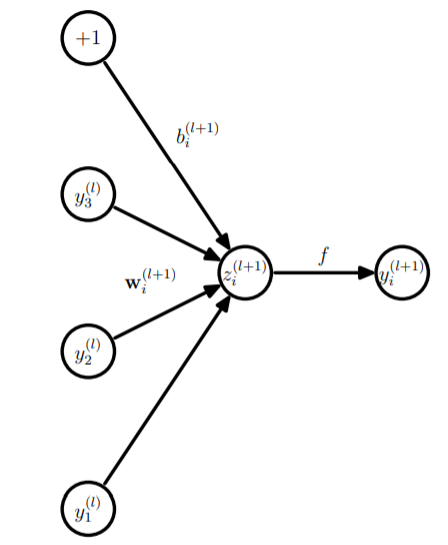 +1
b_i^{(l+1)}
y_3^{(l)}
w_i^{(l+1)}
z_i^{(l+1)}
f
y_i^{(l+1)}
y_2^{(l)}
y_1^{(l)}